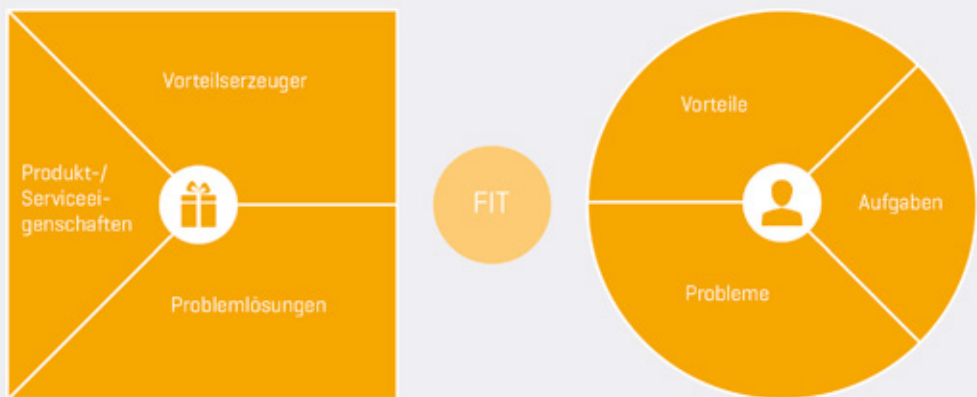 Vorteilserzeuger
Produkt-/
Serviceei-
genschaften
Problemlösungen
FIT
Vorteile
Aufgaben
Probleme